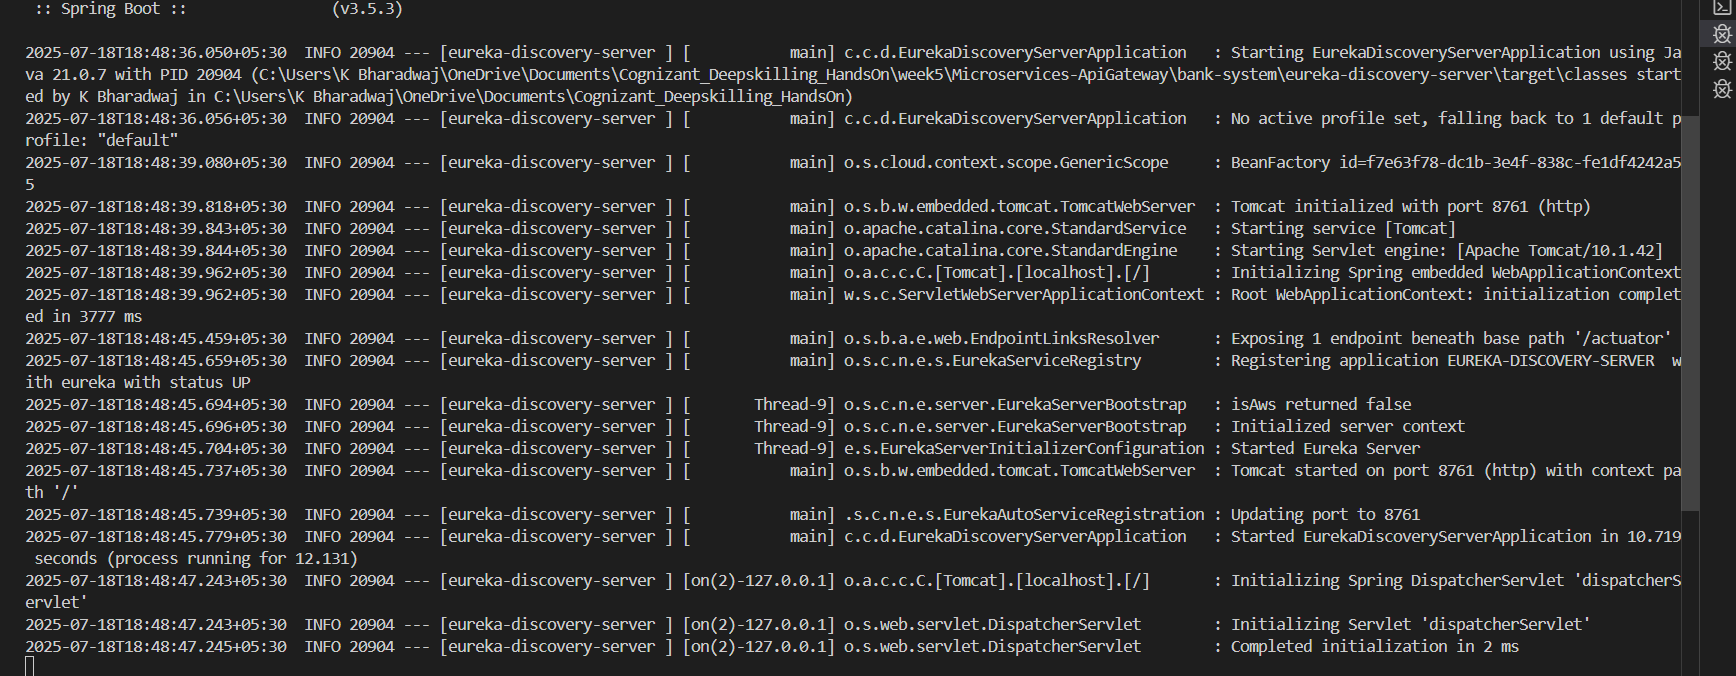 :: Spring Boot ::                (v3.5.3)
2025-07-18T18:48:36.050+05:30  INFO 20904 --- [eureka-discovery-server ] [           main] c.c.d.EurekaDiscoveryServerApplication   : Starting EurekaDiscoveryServerApplication using Ja
va 21.0.7 with PID 20904 (C:\Users\K Bharadwaj\OneDrive\Documents\Cognizant_Deepskilling_HandsOn\week5\Microservices-ApiGateway\bank-system\eureka-discovery-server\target\classes start
ed by K Bharadwaj in C:\Users\K Bharadwaj\OneDrive\Documents\Cognizant_Deepskilling_HandsOn)
2025-07-18T18:48:36.056+05:30  INFO 20904 --- [eureka-discovery-server ] [           main] c.c.d.EurekaDiscoveryServerApplication   : No active profile set, falling back to 1 default p
rofile: "default"
2025-07-18T18:48:39.080+05:30  INFO 20904 --- [eureka-discovery-server ] [           main] o.s.cloud.context.scope.GenericScope     : BeanFactory id=f7e63f78-dc1b-3e4f-838c-fe1df4242a5
5
2025-07-18T18:48:39.818+05:30  INFO 20904 --- [eureka-discovery-server ] [           main] o.s.b.w.embedded.tomcat.TomcatWebServer  : Tomcat initialized with port 8761 (http)
2025-07-18T18:48:39.843+05:30  INFO 20904 --- [eureka-discovery-server ] [           main] o.apache.catalina.core.StandardService   : Starting service [Tomcat]
2025-07-18T18:48:39.844+05:30  INFO 20904 --- [eureka-discovery-server ] [           main] o.apache.catalina.core.StandardEngine    : Starting Servlet engine: [Apache Tomcat/10.1.42]
2025-07-18T18:48:39.962+05:30  INFO 20904 --- [eureka-discovery-server ] [           main] o.a.c.c.C.[Tomcat].[localhost].[/]       : Initializing Spring embedded WebApplicationContext
2025-07-18T18:48:39.962+05:30  INFO 20904 --- [eureka-discovery-server ] [           main] w.s.c.ServletWebServerApplicationContext : Root WebApplicationContext: initialization complet
ed in 3777 ms
2025-07-18T18:48:45.459+05:30  INFO 20904 --- [eureka-discovery-server ] [           main] o.s.b.a.e.web.EndpointLinksResolver      : Exposing 1 endpoint beneath base path '/actuator'
2025-07-18T18:48:45.659+05:30  INFO 20904 --- [eureka-discovery-server ] [           main] o.s.c.n.e.s.EurekaServiceRegistry        : Registering application EUREKA-DISCOVERY-SERVER  w
ith eureka with status UP
2025-07-18T18:48:45.694+05:30  INFO 20904 --- [eureka-discovery-server ] [       Thread-9] o.s.c.n.e.server.EurekaServerBootstrap   : isAws returned false
2025-07-18T18:48:45.696+05:30  INFO 20904 --- [eureka-discovery-server ] [       Thread-9] o.s.c.n.e.server.EurekaServerBootstrap   : Initialized server context
2025-07-18T18:48:45.704+05:30  INFO 20904 --- [eureka-discovery-server ] [       Thread-9] e.s.EurekaServerInitializerConfiguration : Started Eureka Server
2025-07-18T18:48:45.737+05:30  INFO 20904 --- [eureka-discovery-server ] [           main] o.s.b.w.embedded.tomcat.TomcatWebServer  : Tomcat started on port 8761 (http) with context pa
th '/'
2025-07-18T18:48:45.739+05:30  INFO 20904 --- [eureka-discovery-server ] [           main] .s.c.n.e.s.EurekaAutoServiceRegistration : Updating port to 8761
2025-07-18T18:48:45.779+05:30  INFO 20904 --- [eureka-discovery-server ] [           main] c.c.d.EurekaDiscoveryServerApplication   : Started EurekaDiscoveryServerApplication in 10.719
 seconds (process running for 12.131)
2025-07-18T18:48:47.243+05:30  INFO 20904 --- [eureka-discovery-server ] [on(2)-127.0.0.1] o.a.c.c.C.[Tomcat].[localhost].[/]       : Initializing Spring DispatcherServlet 'dispatcherS
ervlet'
2025-07-18T18:48:47.243+05:30  INFO 20904 --- [eureka-discovery-server ] [on(2)-127.0.0.1] o.s.web.servlet.DispatcherServlet        : Initializing Servlet 'dispatcherServlet'
2025-07-18T18:48:47.245+05:30  INFO 20904 --- [eureka-discovery-server ] [on(2)-127.0.0.1] o.s.web.servlet.DispatcherServlet        : Completed initialization in 2 ms